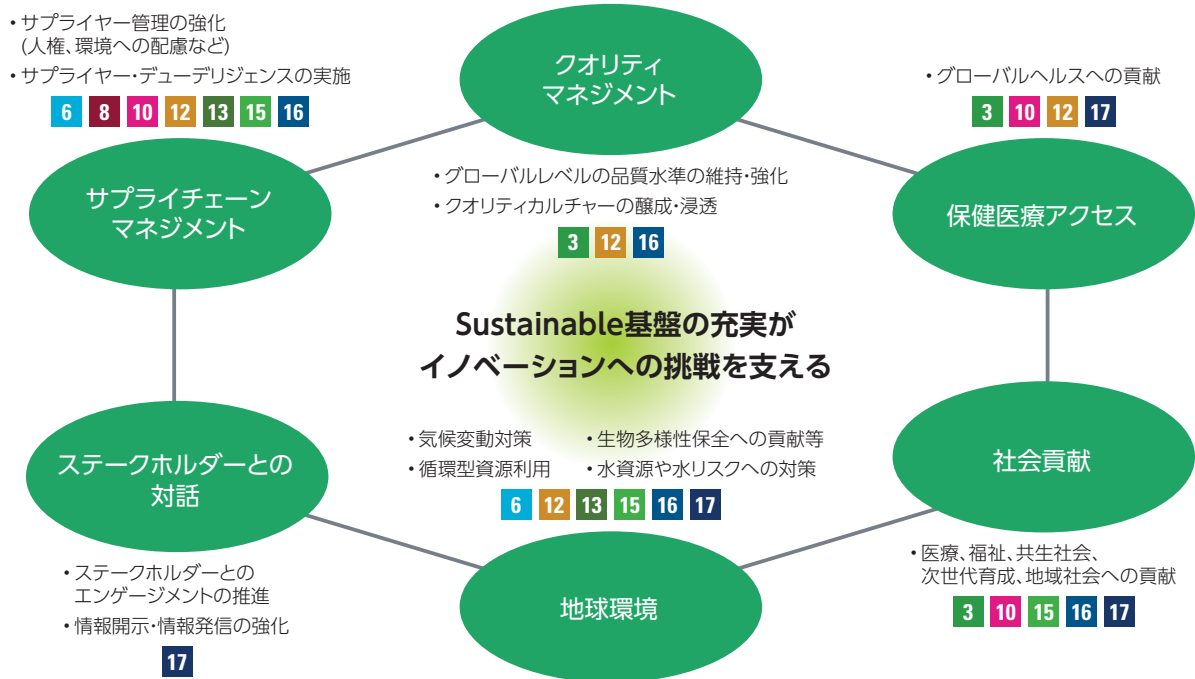 ・サプライヤー管理の強化
(人権、環境への配慮など)
・サプライヤー・デューデリジェンスの実施
6 8 10 12 13 15 16
サプライチェーン
マネジメント
クオリティ
マネジメント
・グローバルレベルの品質水準の維持・強化
・クオリティカルチャーの醸成・浸透
3 12 16
・グローバルヘルスへの貢献
3 10 12 17
保健医療アクセス
Sustainable基盤の充実が
イノベーションへの挑戦を支える
ステークホルダーとの
対話
・ステークホルダーとの
エンゲージメントの推進
・情報開示・情報発信の強化
17
・気候変動対策 ・生物多様性保全への貢献等
・循環型資源利用 ・水資源や水リスクへの対策
6 12 13 15 16 17
地球環境
社会貢献
・医療、福祉、共生社会、
次世代育成、地域社会への貢献
3 10 15 16 17